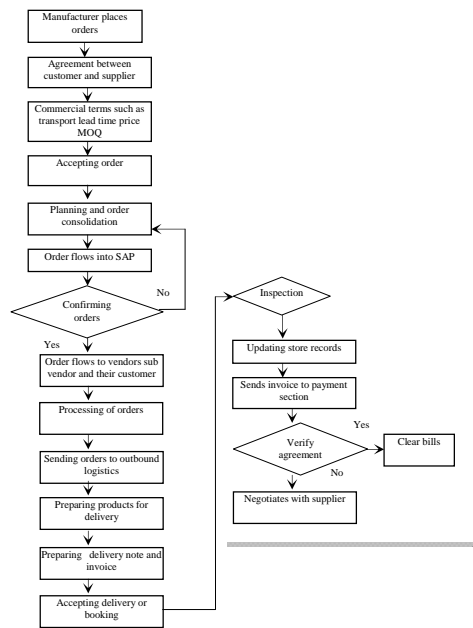 Manufacturer places
orders
Agreement between
customer and supplier
Commercial terms such as
transport lead time price
MOQ
Accepting order
Planning and order
consolidation
Order flows into SAP
Confirming
orders
No
Yes
Order flows to vendors sub
vendor and their customer
Processing of orders
Sending orders to outbound
logistics
Preparing products for
delivery
Preparing delivery note and
invoice
Accepting delivery or
booking
Inspection
Updating store records
Sends invoice to payment
section
Verify
agreement
Yes
Clear bills
No
Negotiates with supplier